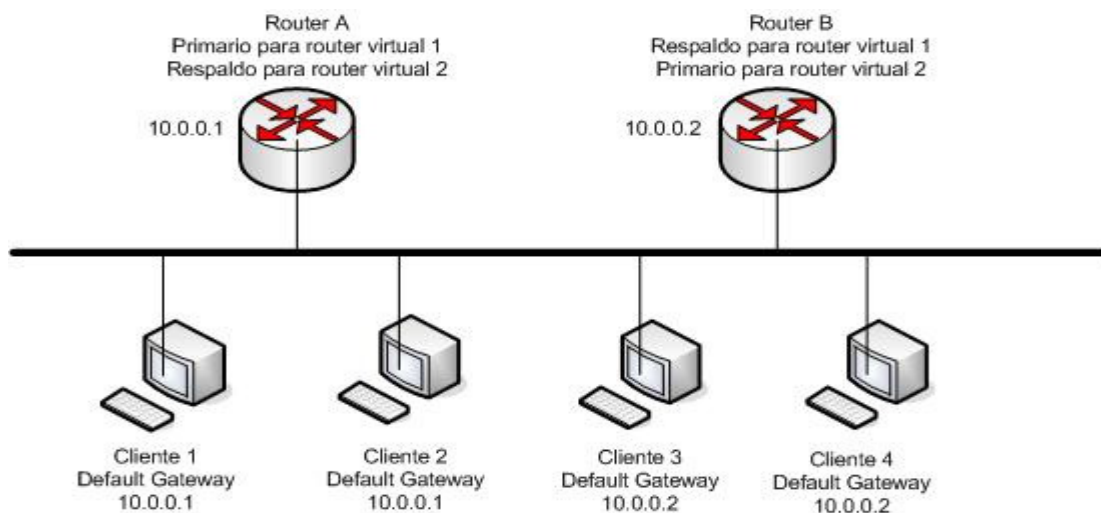 Router A
Primario para router virtual 1
Respaldo para router virtual 2
10.0.0.1
Router B
Respaldo para router virtual 1
Primario para router virtual 2
10.0.0.2
Cliente 1
Default Gateway
10.0.0.1
Cliente 2
Default Gateway
10.0.0.1
Cliente 3
Default Gateway
10.0.0.2
Cliente 4
Default Gateway
10.0.0.2